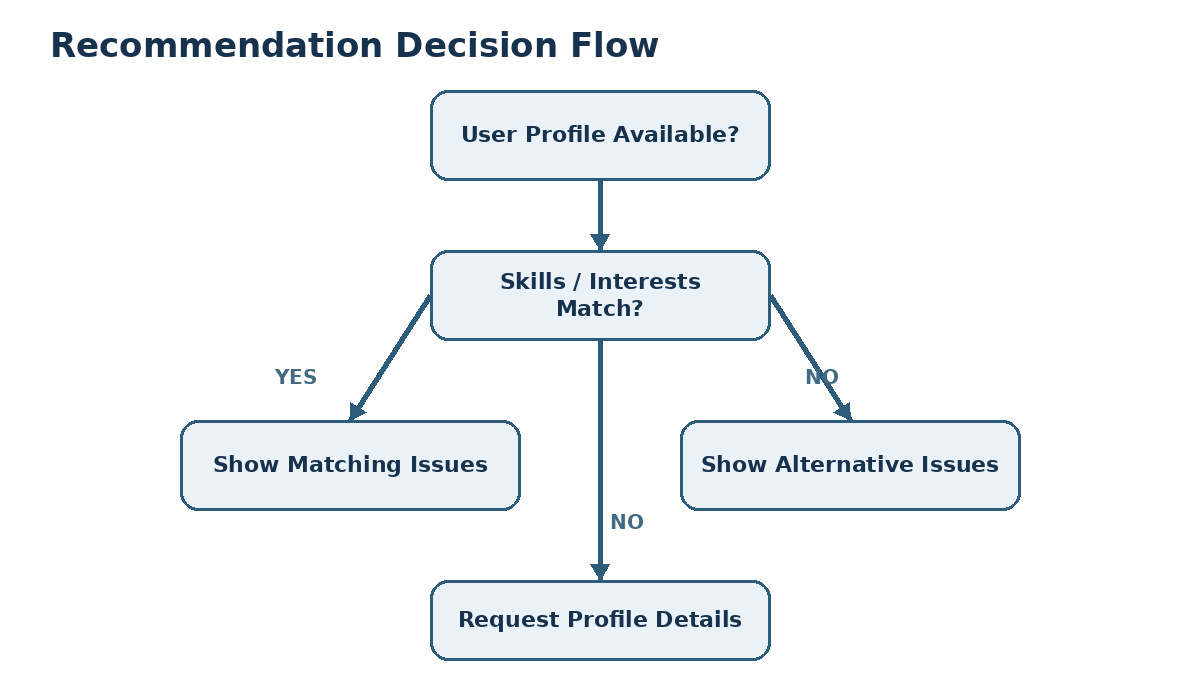 Recommendation Decision Flow
User Profile Available?
Skills / Interests
Match?
YES
NO
Show Matching Issues
Show Alternative Issues
NO
Request Profile Details